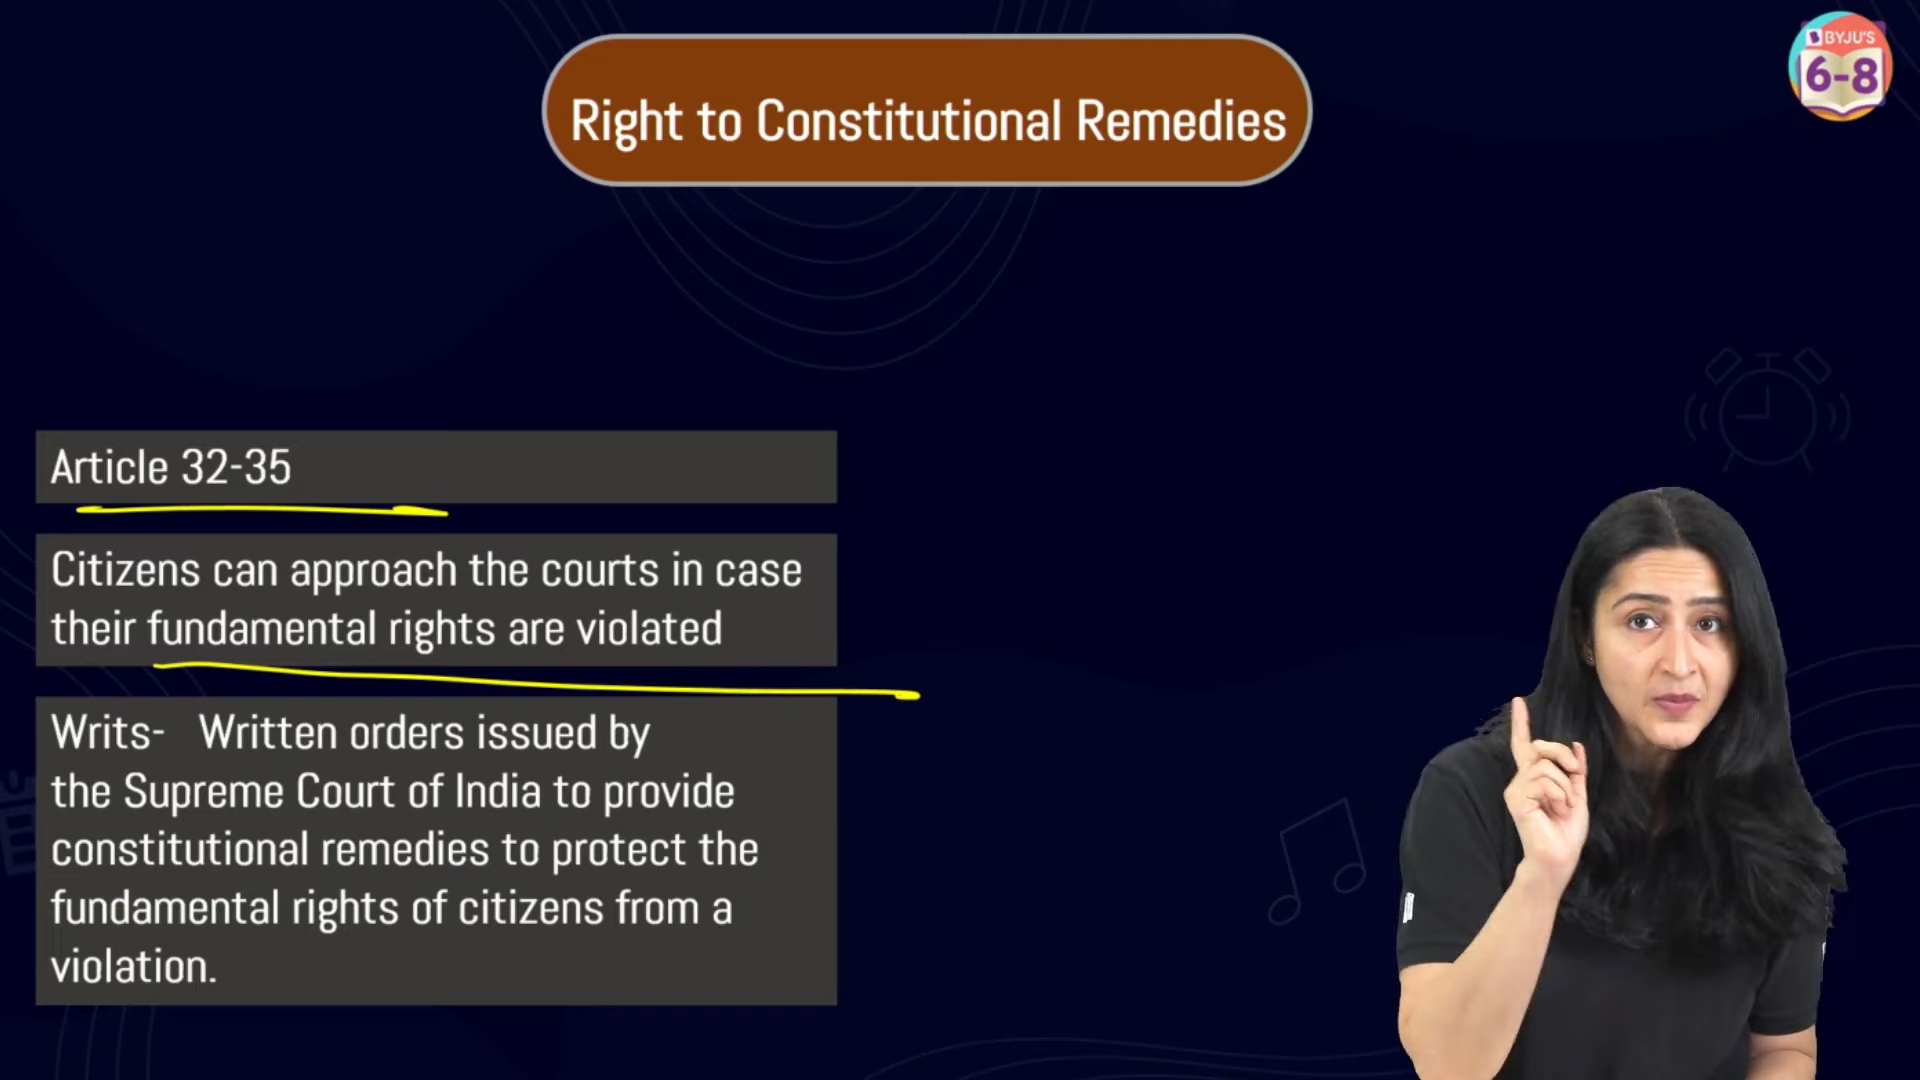 BYJU'S
6-8
Right to Constitutional Remedies
Article 32-35
Citizens can approach the courts in case
their fundamental rights are violated
Writs- Written orders issued by
the Supreme Court of India to provide
constitutional remedies to protect the
fundamental rights of citizens from a
violation.